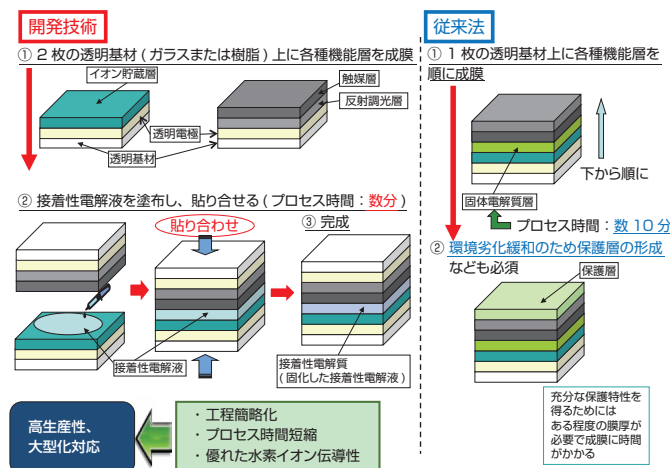 開発技術
① 2 枚の透明基材 ( ガラスまたは樹脂 ) 上に各種機能層を成膜
イオン貯蔵層
触媒層
反射調光層
透明電極
透明基材
② 接着性電解液を塗布し、貼り合せる ( プロセス時間 : 数分 )
貼り合わせ
③ 完成
接着性電解液
接着性電解質
( 固化した接着性電解液 )
高生産性、
大型化対応
・工程簡略化
・プロセス時間短縮
・優れた水素イオン伝導性
従来法
① 1 枚の透明基材上に各種機能層を
順に成膜
下から順に
固体電解質層
プロセス時間 : 数 10 分
② 環境劣化緩和のため保護層の形成
なども必須
保護層
充分な保護特性を
得るためには
ある程度の膜厚が
必要で成膜に時間
がかかる